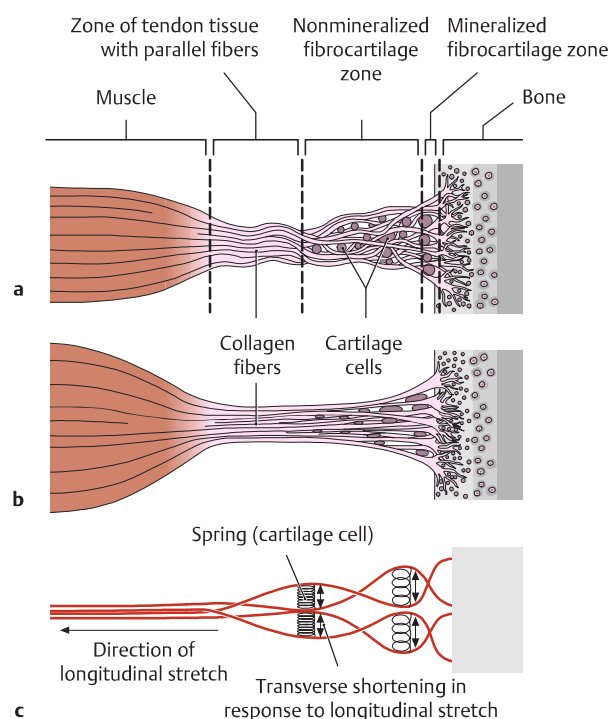 Zone of tendon tissue
with parallel fibers
Nonmineralized
fibrocartilage
zone
Mineralized
fibrocartilage zone
Muscle
Bone
a
Collagen
fibers
Cartilage
cells
b
Spring (cartilage cell)
Direction of
longitudinal stretch
Transverse shortening in
response to longitudinal stretch
c